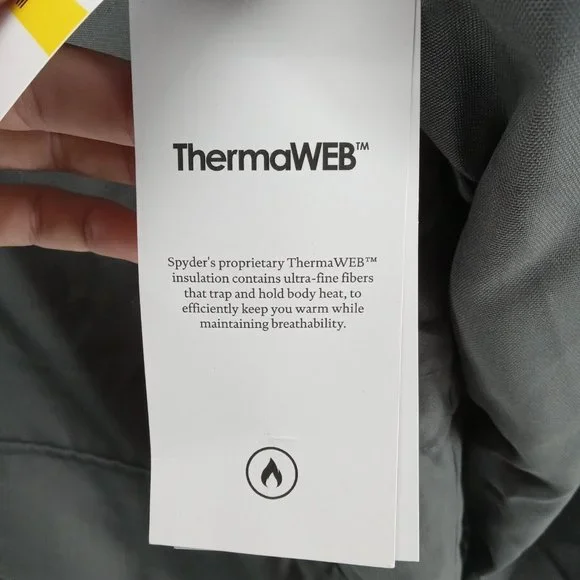 ThermaWEB™
Spyder's proprietary ThermaWEB™
insulation contains ultra-fine fibers
that trap and hold body heat, to
efficiently keep you warm while
maintaining breathability.